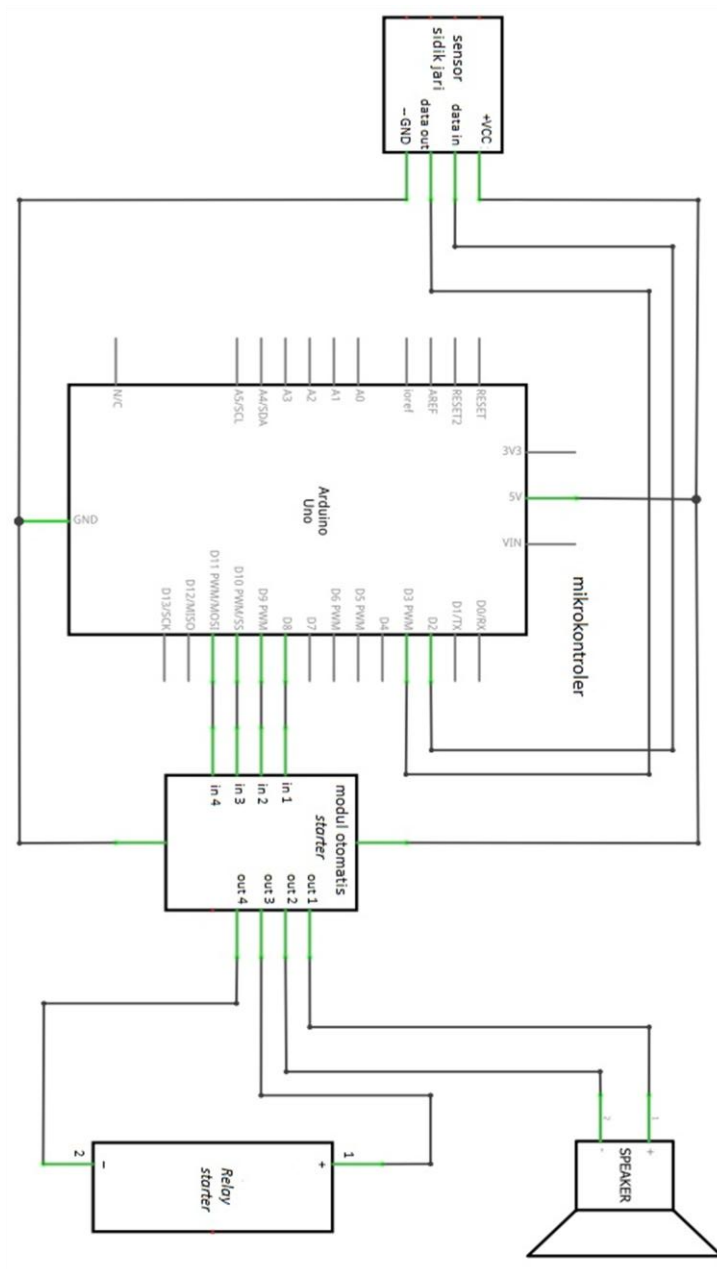 sensor
sidik jari
+VCC
data in
data out
– GND
RESET
RESET2
AREF
ioref
A0
A1
A2
A3
A4/SDA
A5/SCL
N/C
3V3
5V
VIN
Arduino
Uno
GND
D0/RX
D1/TX
D2
D3 PWM
D4
D5 PWM
D6 PWM
D7
D8
D9 PWM
D10 PWM/SS
D11 PWM/MOSI
D12/MISO
D13/SCK
mikrokontroler
modul otomatis
starter
in 1
in 2
in 3
in 4
out 1
out 2
out 3
out 4
1
2
+
-
SPEAKER
1
2
+
–
Relay
starter